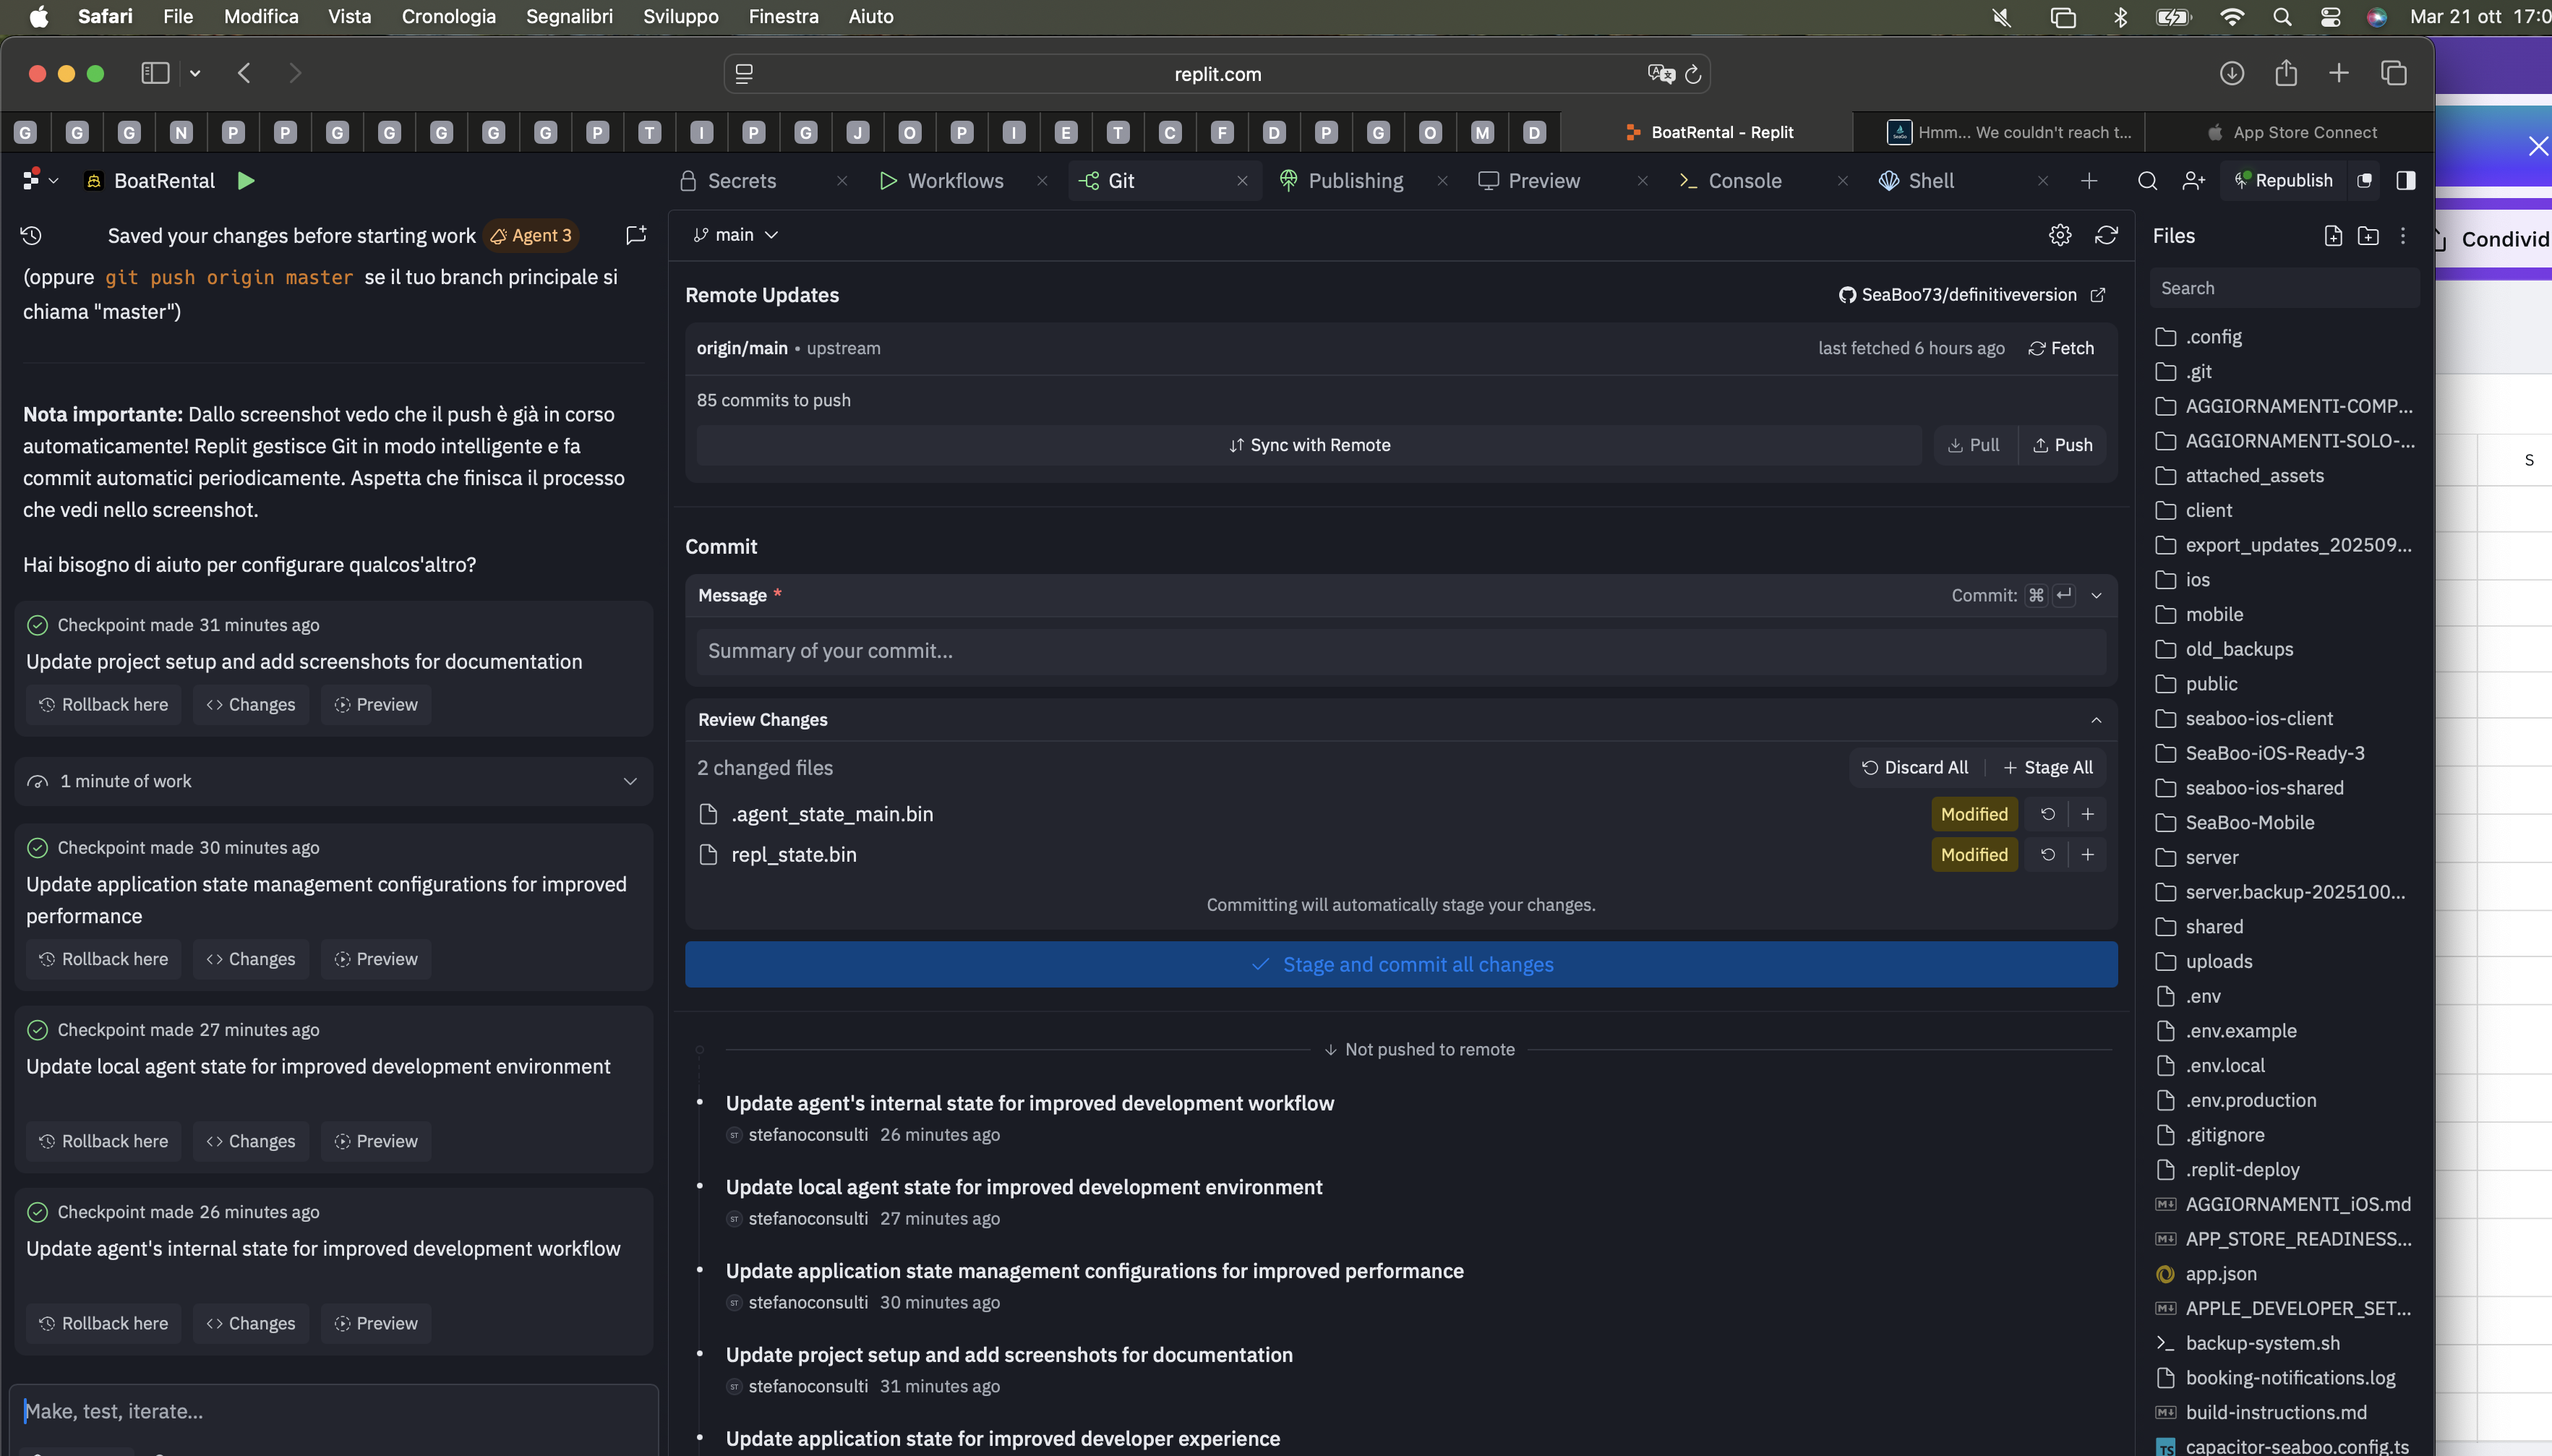 Safari File Modifica Vista Cronologia Segnalibri Sviluppo Finestra Aiuto Mar 21 ott 17:0
replit.com
G G G N P P G G G G G P T I P G J O P I E T C F D P G O M D BoatRental - Replit Hmm... We couldn't reach t... App Store Connect
BoatRental Secrets Workflows Git Publishing Preview Console Shell Republish
Saved your changes before starting work Agent 3
(oppure git push origin master se il tuo branch principale si
chiama "master")
Nota importante: Dallo screenshot vedo che il push è già in corso
automaticamente! Replit gestisce Git in modo intelligente e fa
commit automatici periodicamente. Aspetta che finisca il processo
che vedi nello screenshot.
Hai bisogno di aiuto per configurare qualcos'altro?
Checkpoint made 31 minutes ago
Update project setup and add screenshots for documentation
Rollback here Changes Preview
1 minute of work
Checkpoint made 30 minutes ago
Update application state management configurations for improved
performance
Rollback here Changes Preview
Checkpoint made 27 minutes ago
Update local agent state for improved development environment
Rollback here Changes Preview
Checkpoint made 26 minutes ago
Update agent's internal state for improved development workflow
Rollback here Changes Preview
Make, test, iterate...
main
Remote Updates SeaBoo73/definitiveversion
origin/main • upstream last fetched 6 hours ago Fetch
85 commits to push
Sync with Remote Pull Push
Commit
Message * Commit: ⌘
Summary of your commit...
Review Changes
2 changed files Discard All Stage All
.agent_state_main.bin Modified
repl_state.bin Modified
Committing will automatically stage your changes.
Stage and commit all changes
Not pushed to remote
Update agent's internal state for improved development workflow
ST stefanoconsulti 26 minutes ago
Update local agent state for improved development environment
ST stefanoconsulti 27 minutes ago
Update application state management configurations for improved performance
ST stefanoconsulti 30 minutes ago
Update project setup and add screenshots for documentation
ST stefanoconsulti 31 minutes ago
Update application state for improved developer experience
Files
Search
.config
.git
AGGIORNAMENTI-COMP...
AGGIORNAMENTI-SOLO-...
attached_assets
client
export_updates_202509...
ios
mobile
old_backups
public
seaboo-ios-client
SeaBoo-iOS-Ready-3
seaboo-ios-shared
SeaBoo-Mobile
server
server.backup-2025100...
shared
uploads
.env
.env.example
.env.local
.env.production
.gitignore
.replit-deploy
AGGIORNAMENTI_iOS.md
APP_STORE_READINESS...
app.json
APPLE_DEVELOPER_SET...
backup-system.sh
booking-notifications.log
build-instructions.md
TS capacitor-seaboo.config.ts
Condivid
S